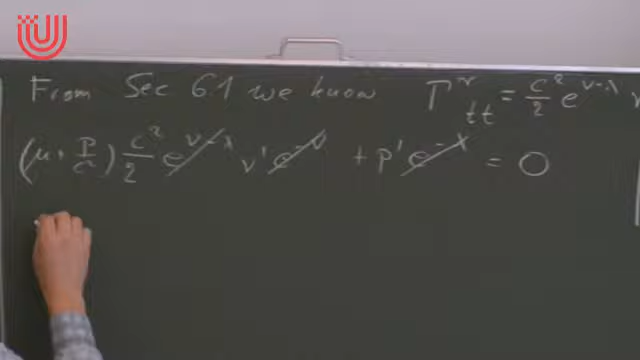 From Sec 6.1 we know Γ^r_tt = c²/2 e^(ν-λ) ν
(μ + p/c²) c²/2 e^(ν-λ) ν' e^(-ν) + p' e^(-λ) = 0